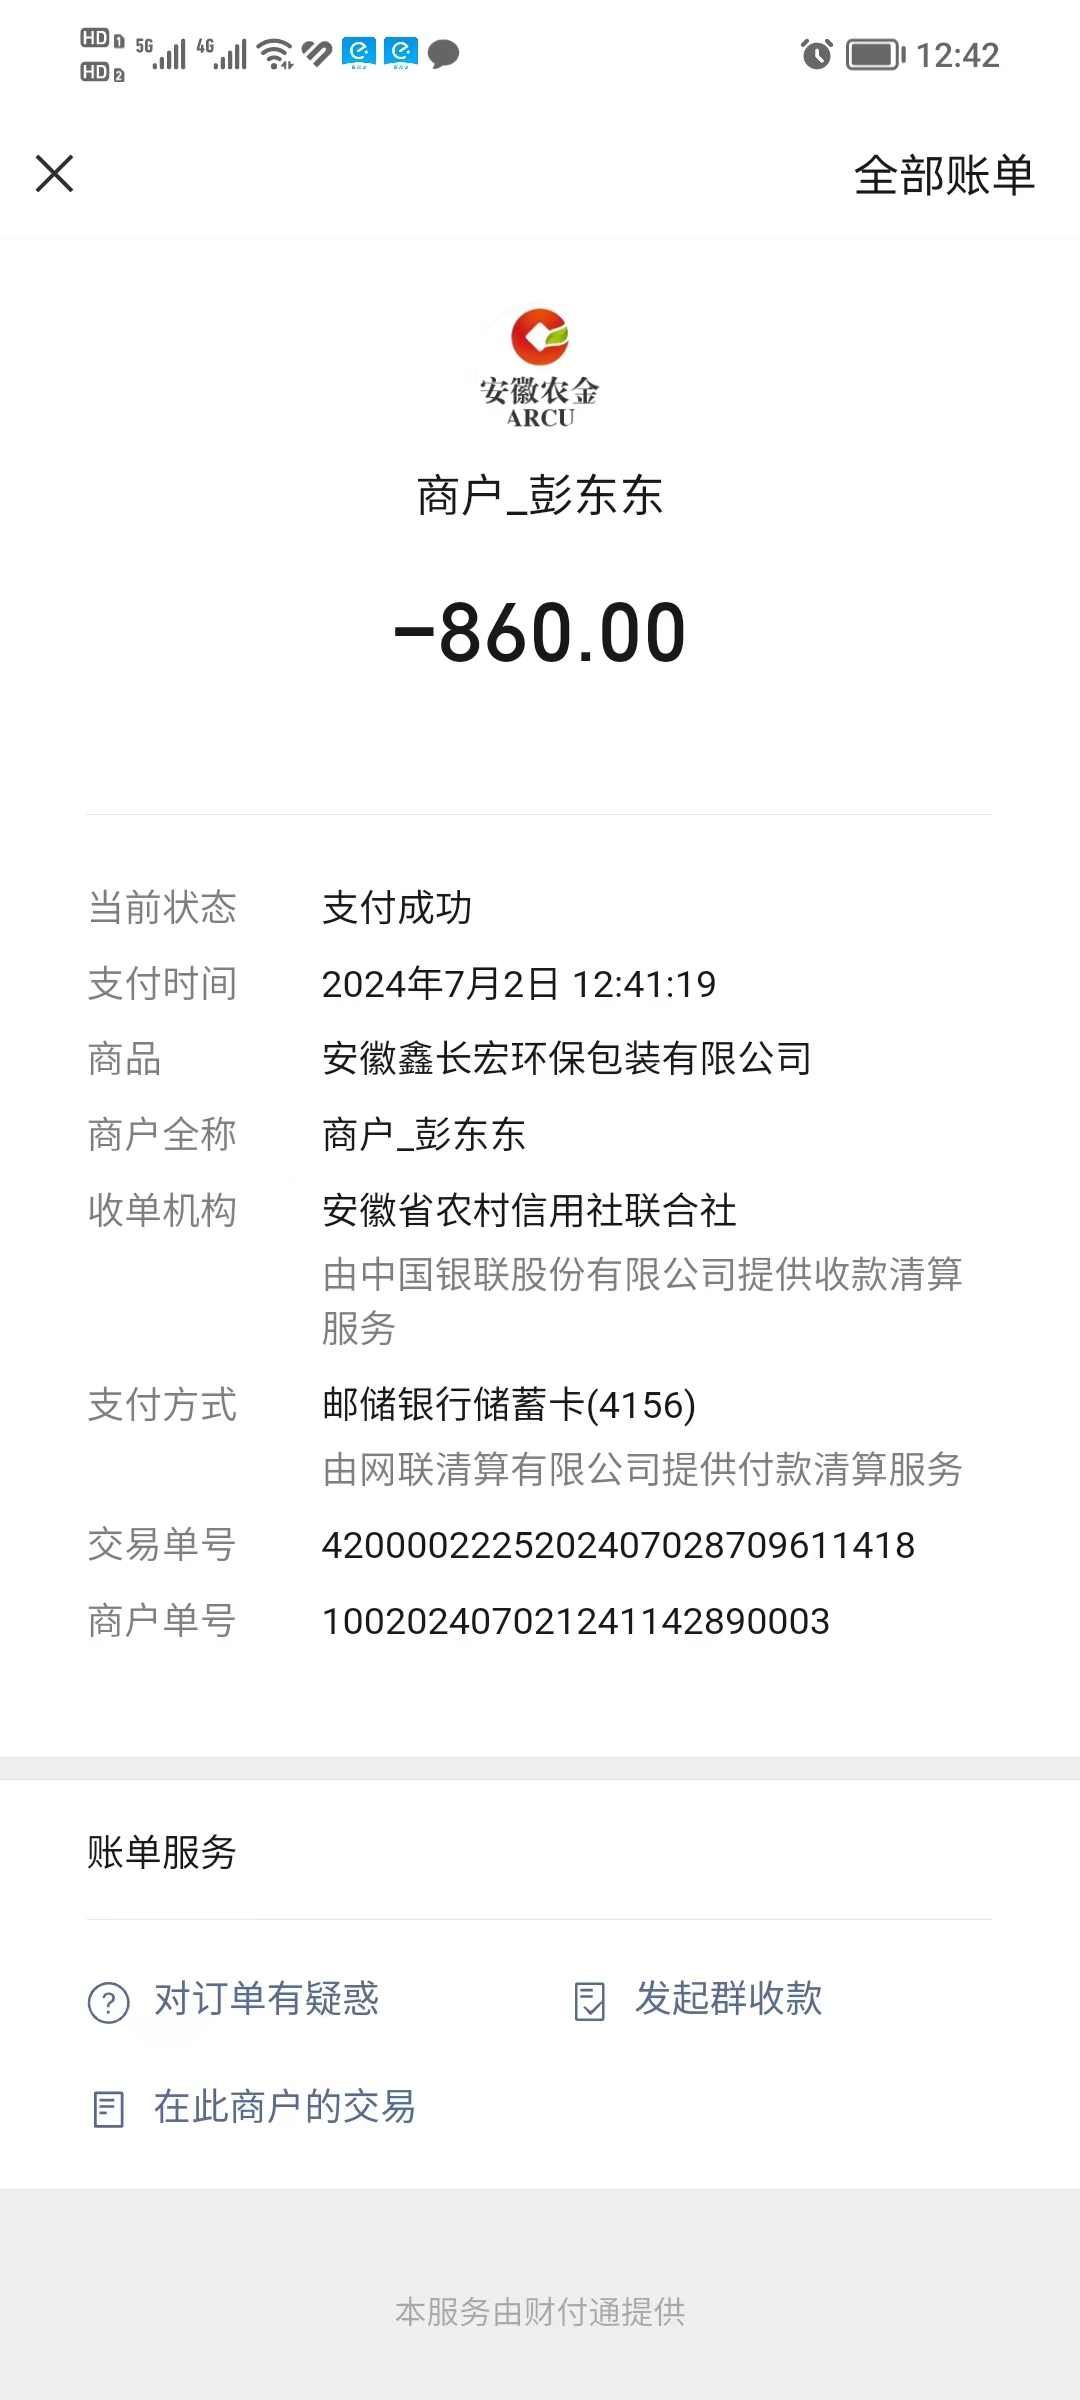 HD 1 5G 4G 12:42
HD 2
全部账单
安徽农金
ARCU
商户_彭东东
-860.00
当前状态 支付成功
支付时间 2024年7月2日 12:41:19
商品 安徽鑫长宏环保包装有限公司
商户全称 商户_彭东东
收单机构 安徽省农村信用社联合社
由中国银联股份有限公司提供收款清算
服务
支付方式 邮储银行储蓄卡(4156)
由网联清算有限公司提供付款清算服务
交易单号 4200002225202407028709611418
商户单号 100202407021241142890003
账单服务
对订单有疑惑 发起群收款
在此商户的交易
本服务由财付通提供